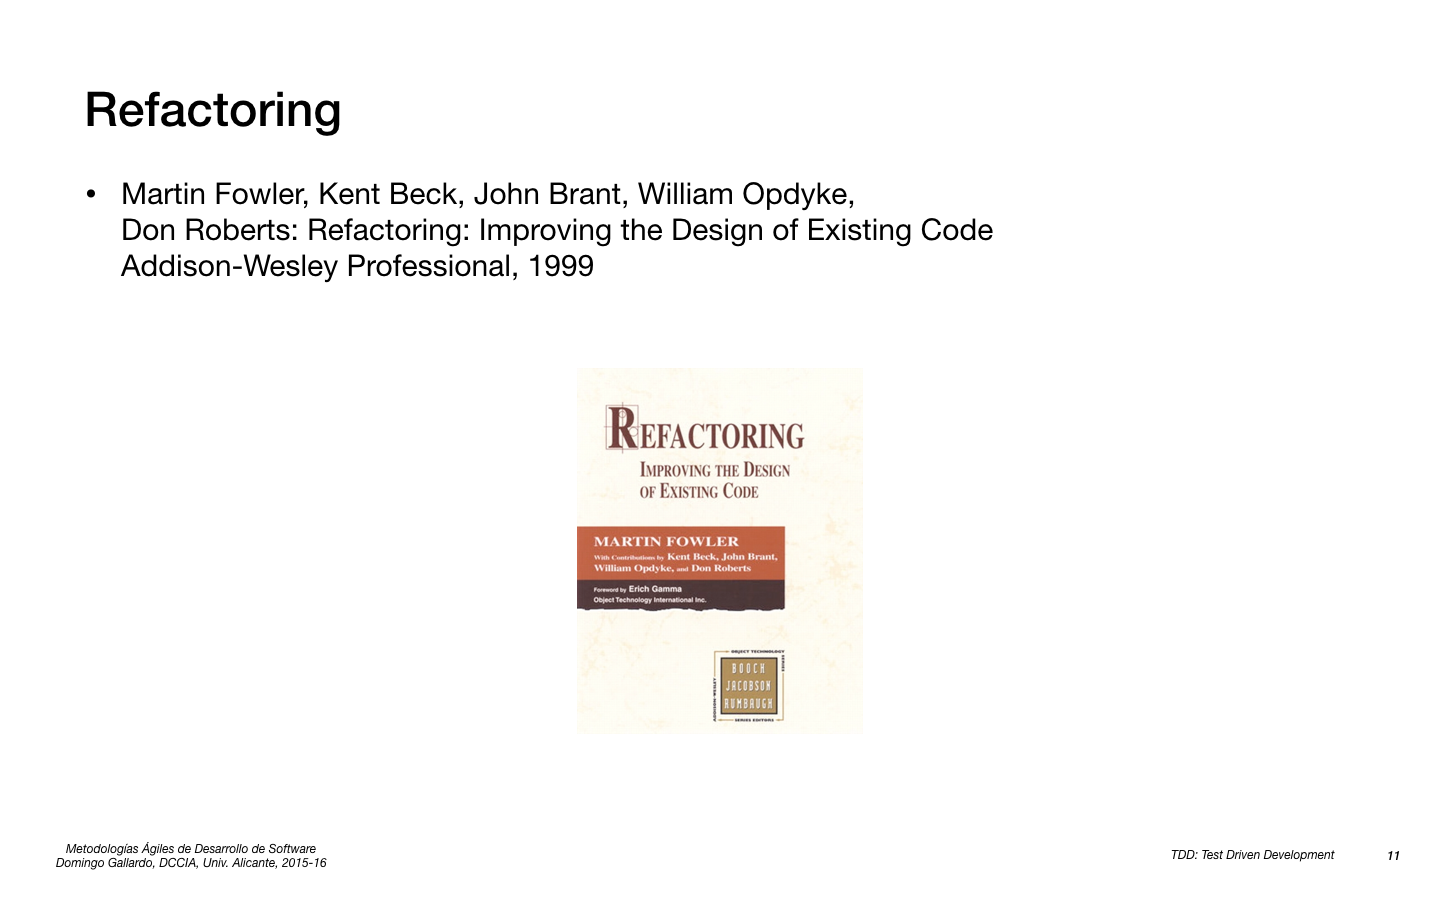 Refactoring
• Martin Fowler, Kent Beck, John Brant, William Opdyke,
Don Roberts: Refactoring: Improving the Design of Existing Code
Addison-Wesley Professional, 1999
REFACTORING
IMPROVING THE DESIGN
OF EXISTING CODE
MARTIN FOWLER
With Contributions by Kent Beck, John Brant,
William Opdyke, and Don Roberts
Foreword by Erich Gamma
Object Technology International Inc.
OBJECT TECHNOLOGY
SERIES
BOOCH
JACOBSON
RUMBAUGH
ADDISON-WESLEY
SERIES EDITORS
Metodologías Ágiles de Desarrollo de Software
Domingo Gallardo, DCCIA, Univ. Alicante, 2015-16
TDD: Test Driven Development
11